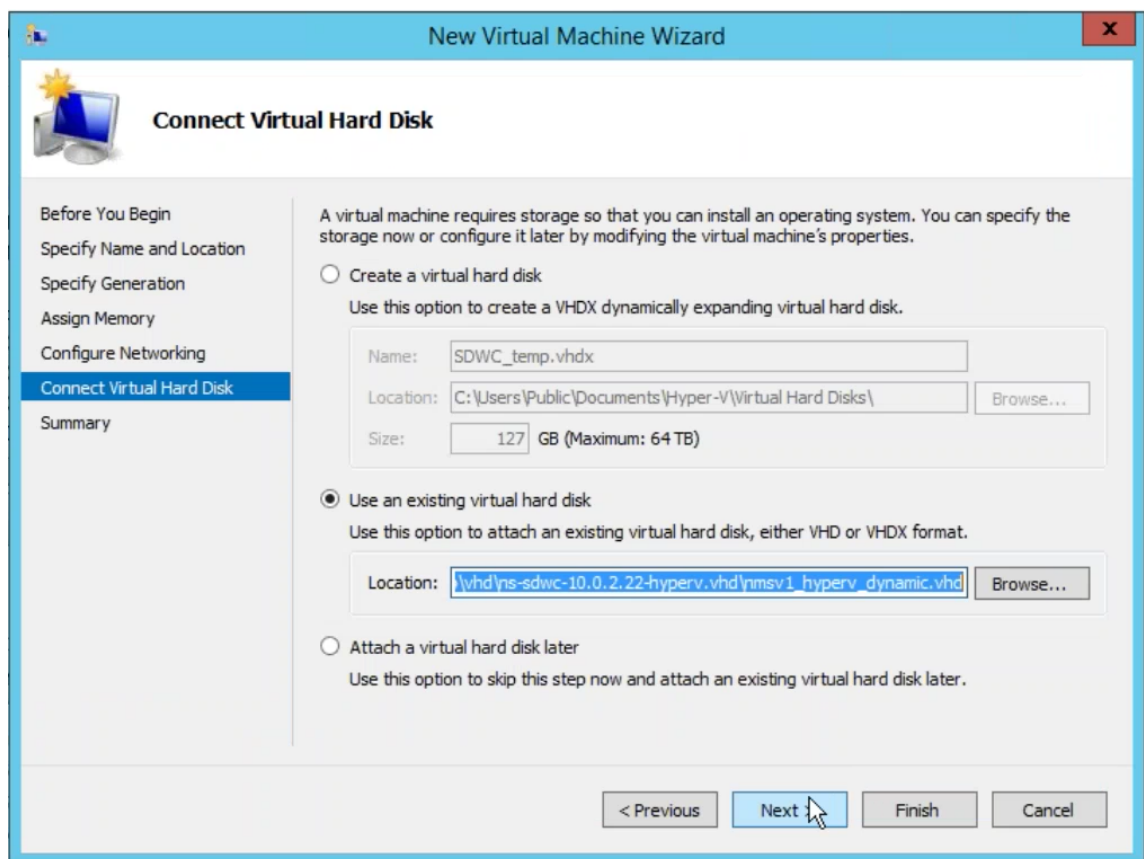 New Virtual Machine Wizard
x
Connect Virtual Hard Disk
Before You Begin
Specify Name and Location
Specify Generation
Assign Memory
Configure Networking
Connect Virtual Hard Disk
Summary
A virtual machine requires storage so that you can install an operating system. You can specify the
storage now or configure it later by modifying the virtual machine's properties.
Create a virtual hard disk
Use this option to create a VHDX dynamically expanding virtual hard disk.
Name: SDWC_temp.vhdx
Location: C:\Users\Public\Documents\Hyper-V\Virtual Hard Disks\ Browse...
Size: 127 GB (Maximum: 64 TB)
Use an existing virtual hard disk
Use this option to attach an existing virtual hard disk, either VHD or VHDX format.
Location: \vhd\ns-sdwc-10.0.2.22-hyperv.vhd\nmsv1_hyperv_dynamic.vhd Browse...
Attach a virtual hard disk later
Use this option to skip this step now and attach an existing virtual hard disk later.
< Previous Next > Finish Cancel